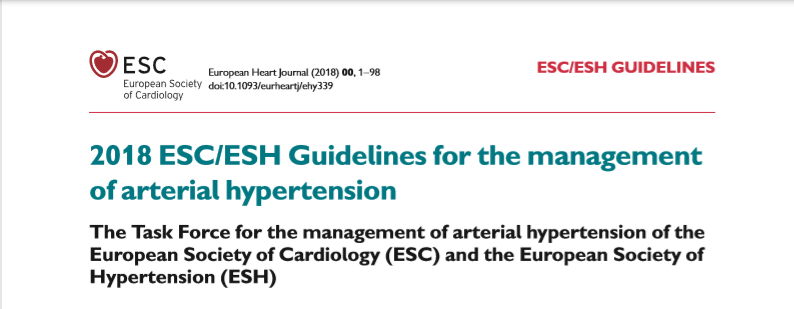 ESC
European Society
of Cardiology
European Heart Journal (2018) 00, 1–98
doi:10.1093/eurheartj/ehy339
ESC/ESH GUIDELINES
2018 ESC/ESH Guidelines for the management
of arterial hypertension
The Task Force for the management of arterial hypertension of the
European Society of Cardiology (ESC) and the European Society of
Hypertension (ESH)